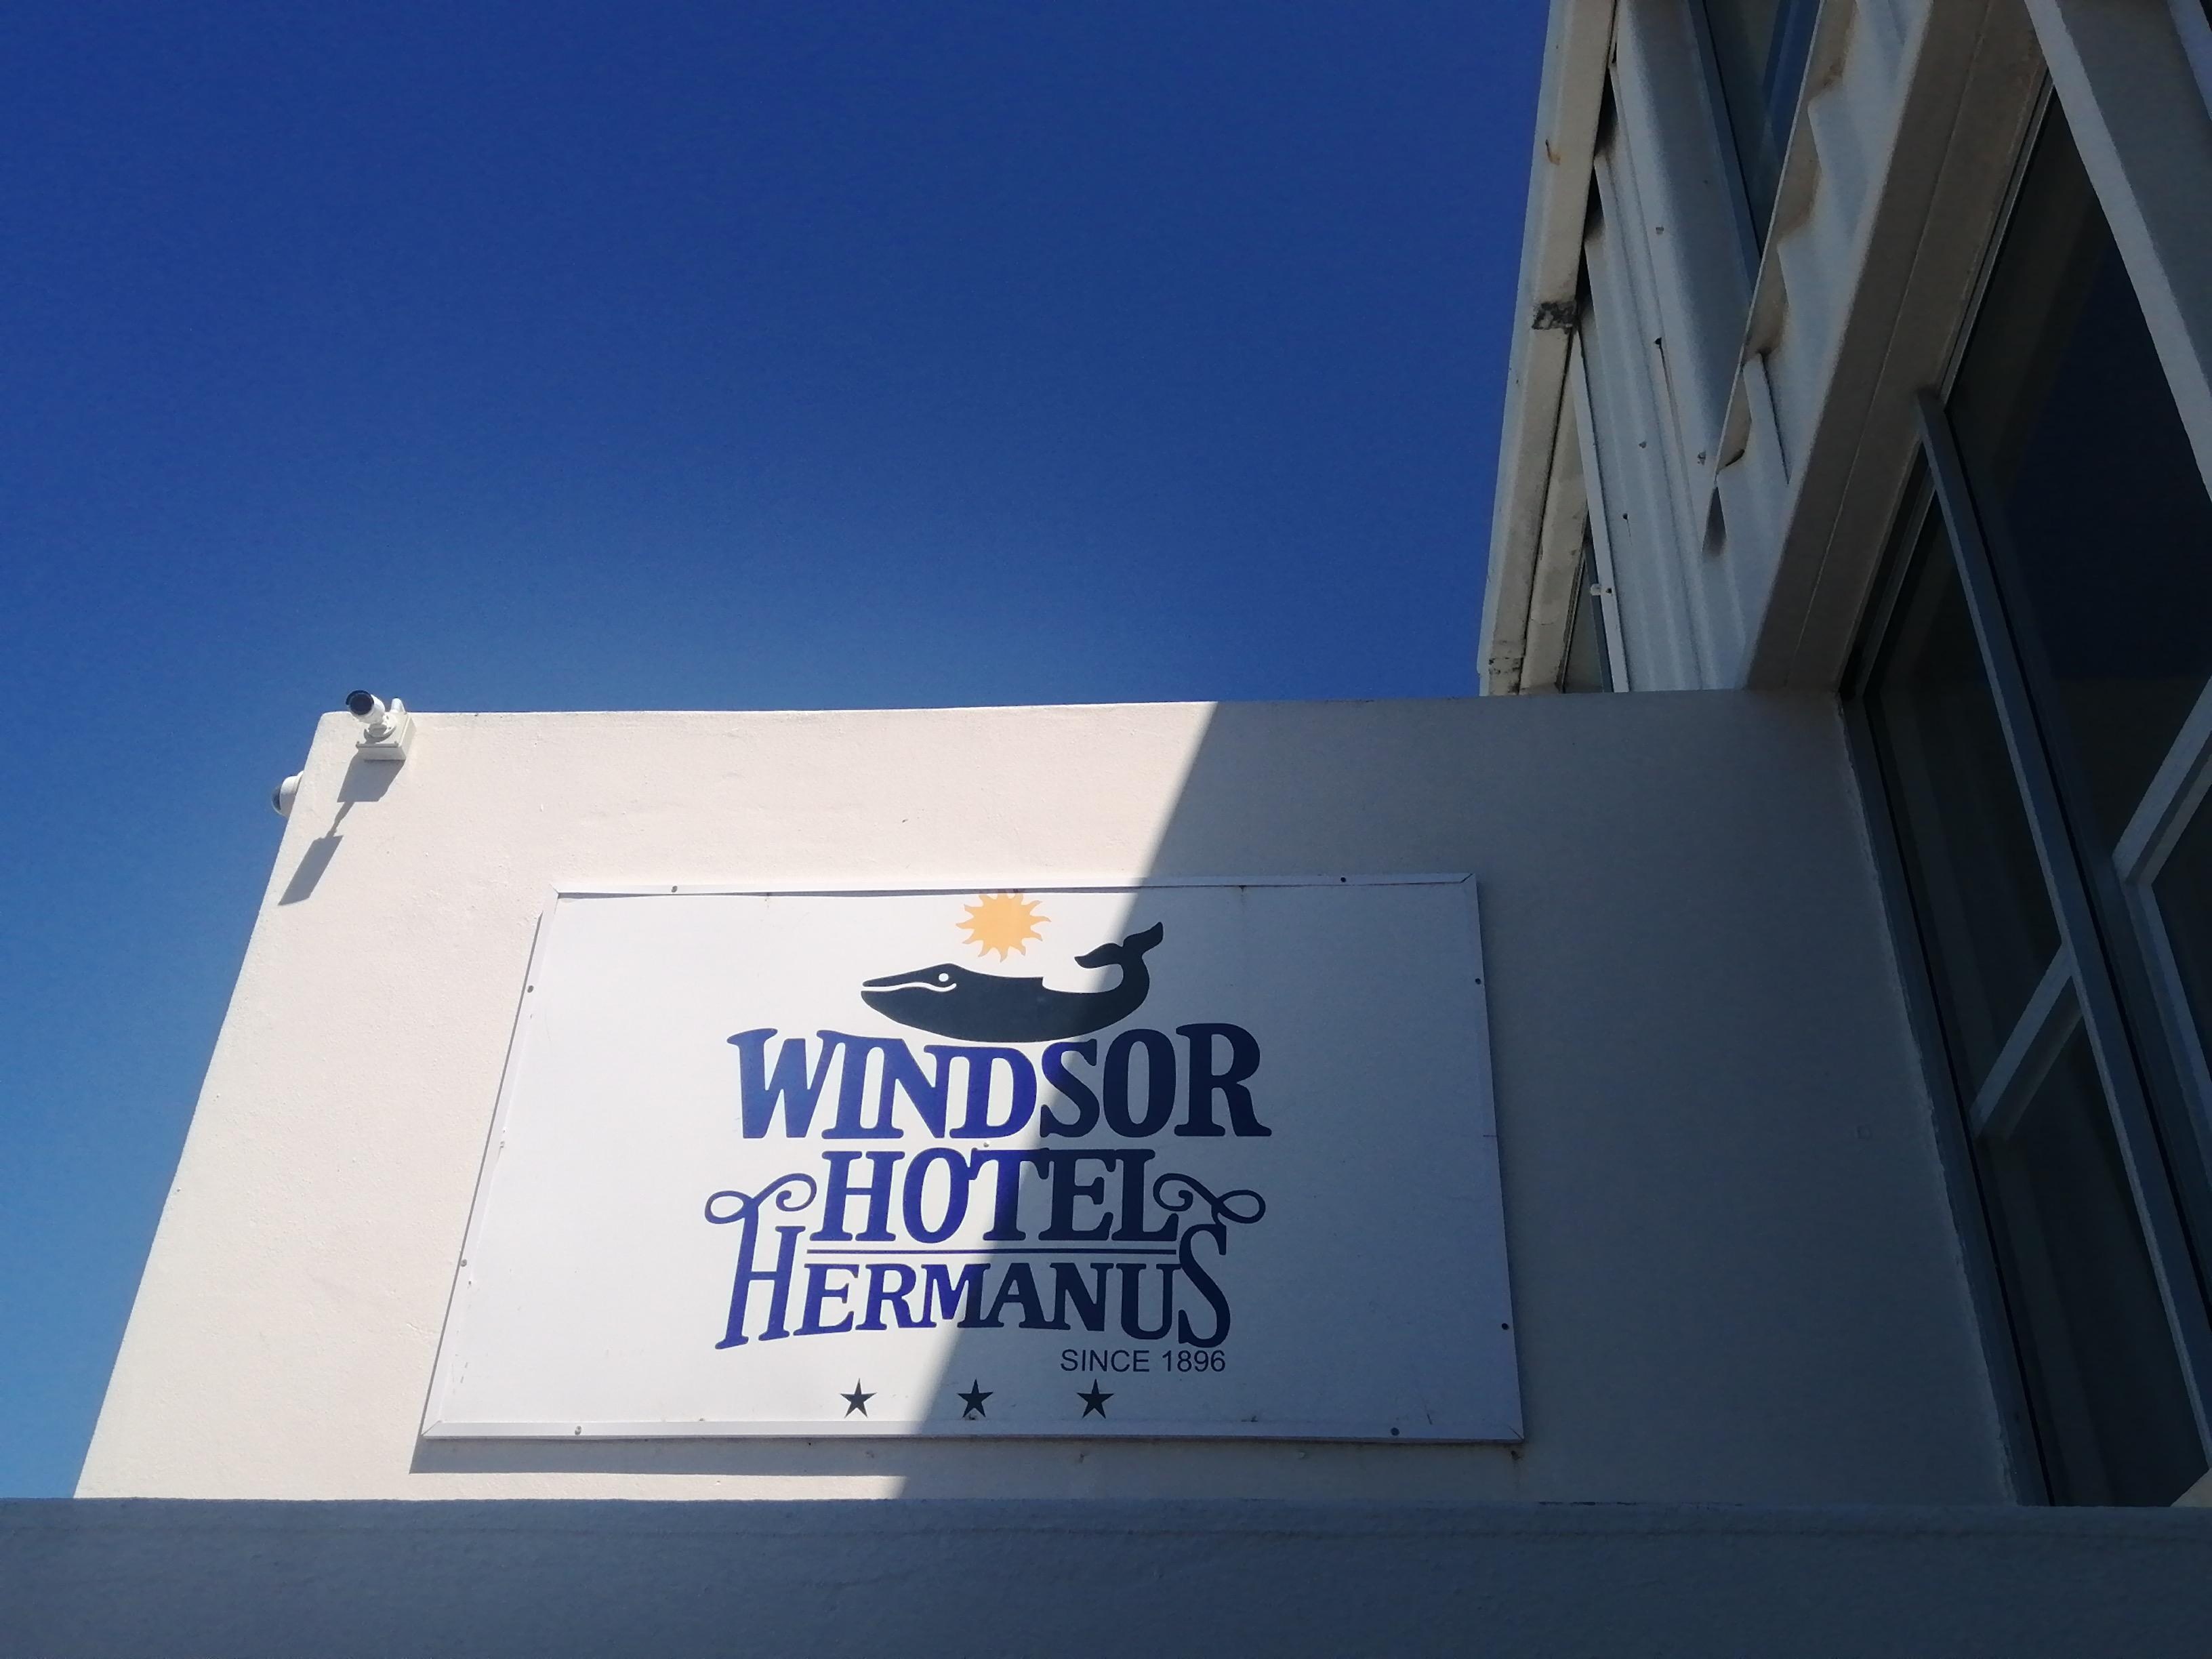 WINDSOR
HOTEL
HERMANUS
SINCE 1896